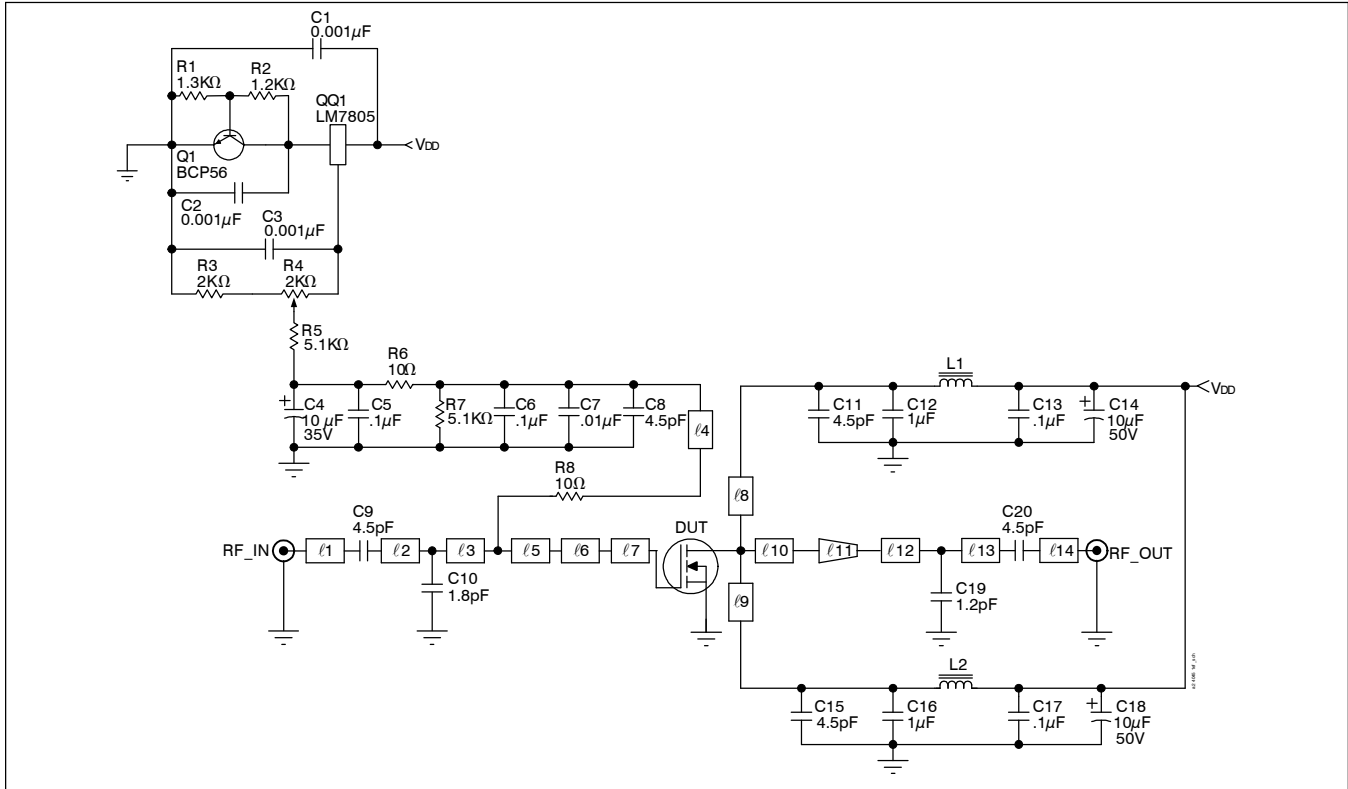 C1
0.001μF
R1
1.3KΩ
R2
1.2KΩ
QQ1
LM7805
VDD
Q1
BCP56
C2
0.001μF
C3
0.001μF
R3
2KΩ
R4
2KΩ
R5
5.1KΩ
R6
10Ω
C4
10 μF
35V
C5
.1μF
R7
5.1KΩ
C6
.1μF
C7
.01μF
C8
4.5pF
ℓ4
R8
10Ω
L1
VDD
+
C11
4.5pF
C12
1μF
C13
.1μF
+
C14
10μF
50V
ℓ8
RF_IN
ℓ1
C9
4.5pF
ℓ2
ℓ3
ℓ5
ℓ6
ℓ7
C10
1.8pF
DUT
ℓ10
ℓ11
ℓ12
ℓ13
C20
4.5pF
ℓ14
RF_OUT
C19
1.2pF
ℓ9
L2
C15
4.5pF
C16
1μF
C17
.1μF
+
C18
10μF
50V